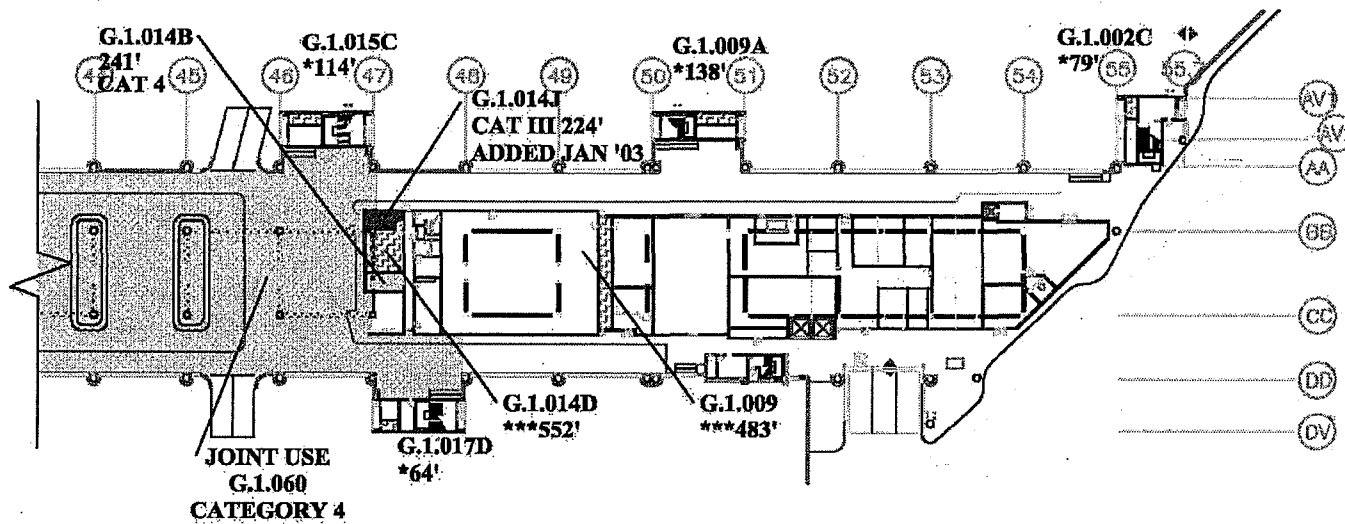 G.1.014B
241'
CAT 4
G.1.015C
*114'
G.1.009A
*138'
G.1.002C
*79'
45
46
47
48
49
50
51
52
53
54
55
G.1.014J
CAT III 224'
ADDED JAN '03
AV1
AA
BB
CC
DD
DV
G.1.014D
***552'
G.1.009
***483'
G.1.017D
*64'
JOINT USE
G.1.060
CATEGORY 4